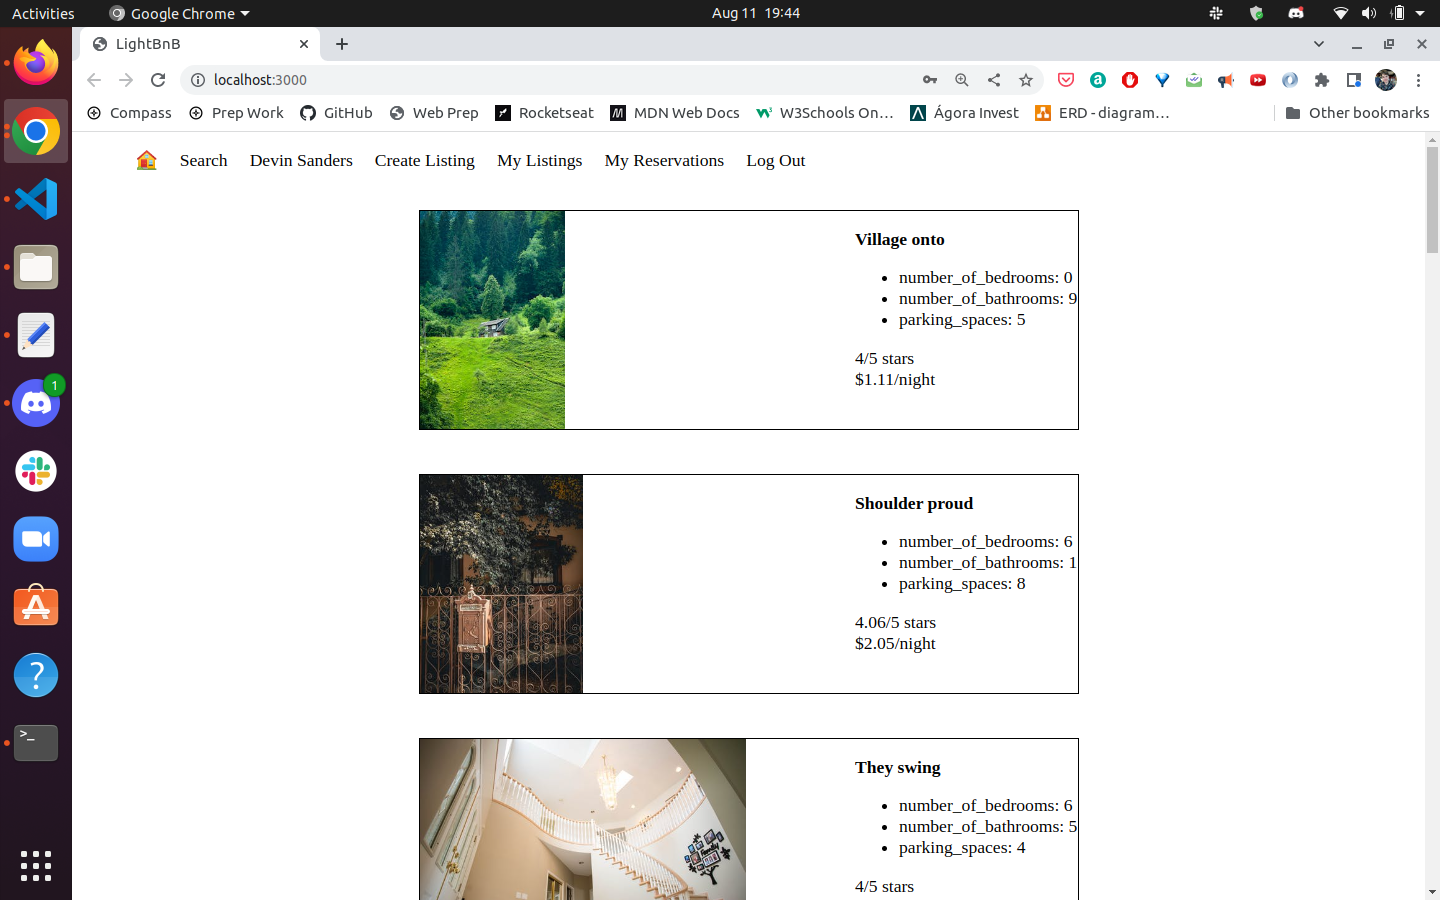 Activities
Google Chrome
Aug 11 19:44
LightBnB
localhost:3000
Compass
Prep Work
GitHub
Web Prep
Rocketseat
MDN Web Docs
W3Schools On…
Ágora Invest
ERD - diagram…
Other bookmarks
Search
Devin Sanders
Create Listing
My Listings
My Reservations
Log Out
1
Village onto
number_of_bedrooms: 0
number_of_bathrooms: 9
parking_spaces: 5
4/5 stars
$1.11/night
Shoulder proud
number_of_bedrooms: 6
number_of_bathrooms: 1
parking_spaces: 8
4.06/5 stars
$2.05/night
They swing
number_of_bedrooms: 6
number_of_bathrooms: 5
parking_spaces: 4
4/5 stars